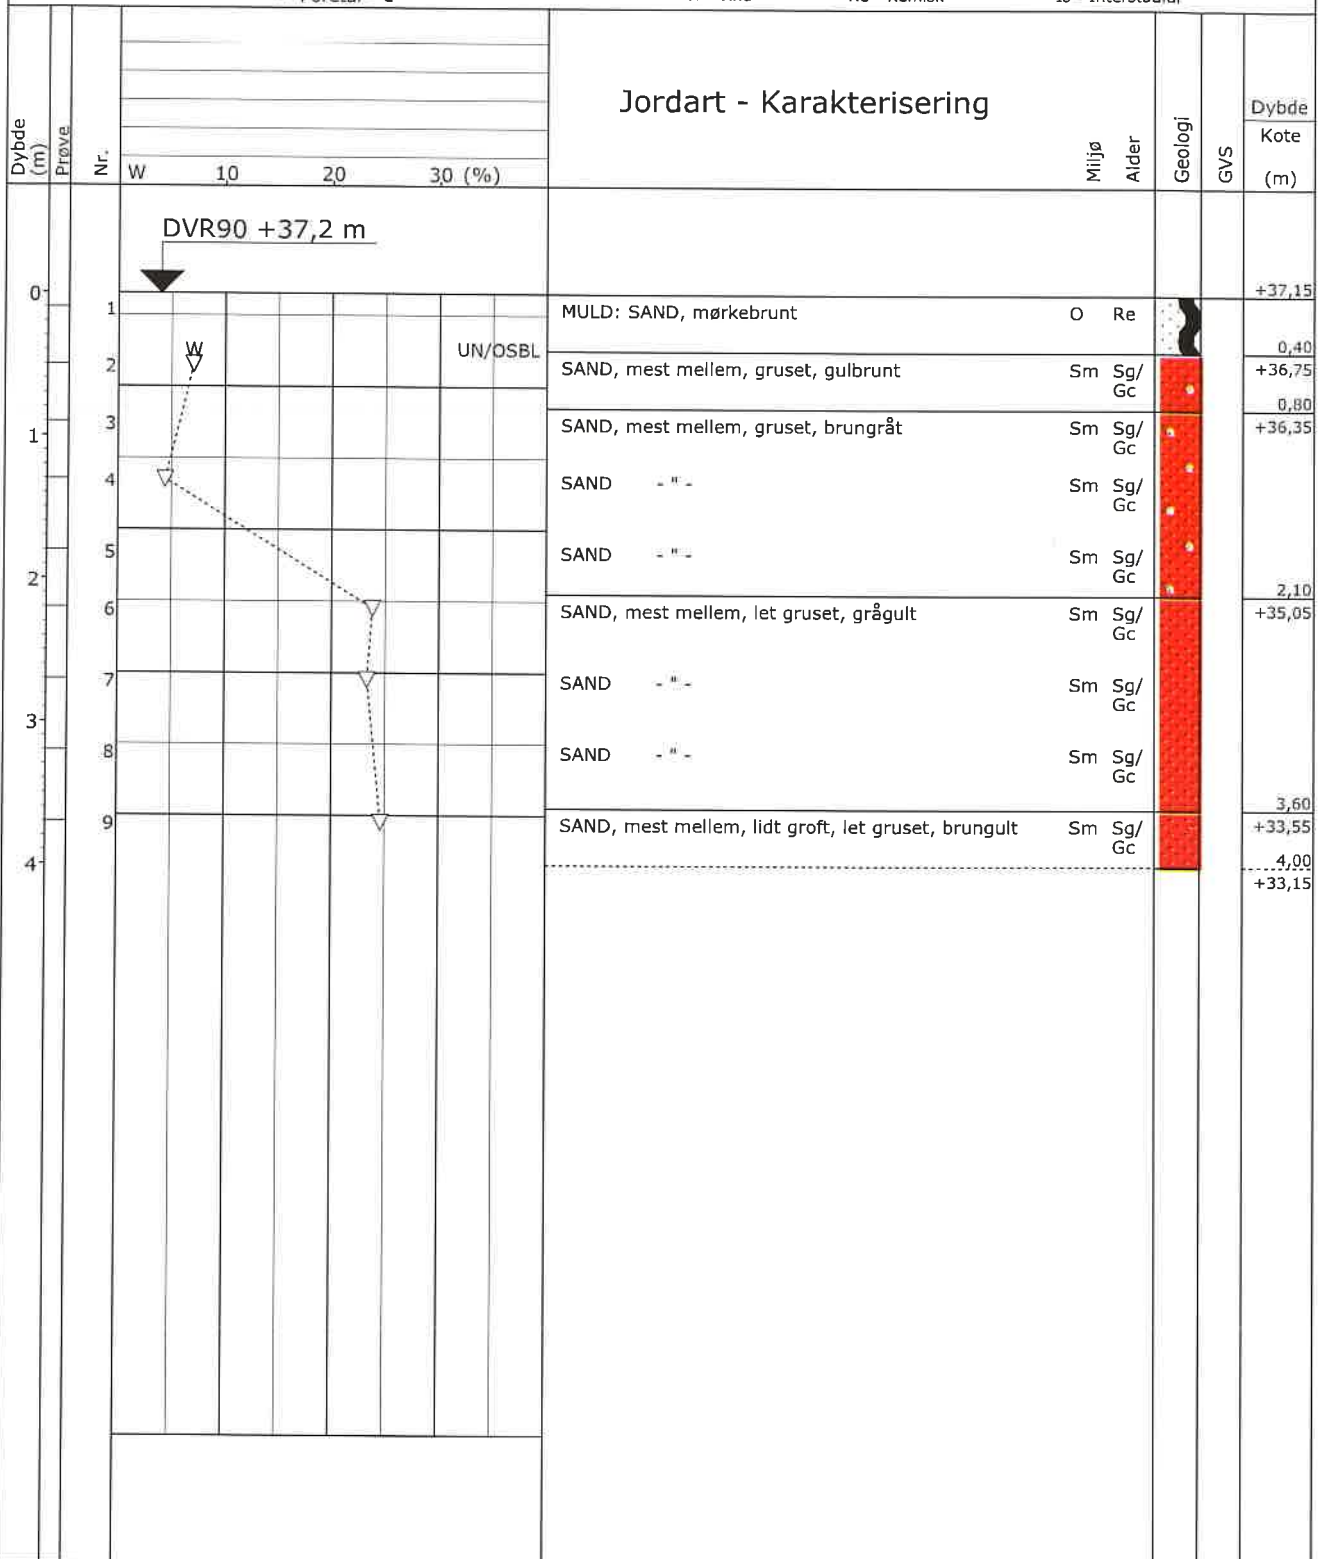 Jordart - Karakterisering
Dybde (m)
Prøve
Nr.
W 10 20 30 (%)
Miljø
Alder
Geologi
GVS
Dybde
Kote
(m)
DVR90 +37,2 m
0
+37,15
1
MULD: SAND, mørkebrunt O Re
W
UN/OSBL
0,40
2
SAND, mest mellem, gruset, gulbrunt Sm Sg/
Gc
+36,75
0,80
3
1
SAND, mest mellem, gruset, brungråt Sm Sg/
Gc
+36,35
4
SAND - " - Sm Sg/
Gc
5
SAND - " - Sm Sg/
Gc
2
2,10
6
SAND, mest mellem, let gruset, grågult Sm Sg/
Gc
+35,05
7
SAND - " - Sm Sg/
Gc
3
8
SAND - " - Sm Sg/
Gc
3,60
9
SAND, mest mellem, lidt groft, let gruset, brungult Sm Sg/
Gc
+33,55
4
4,00
+33,15